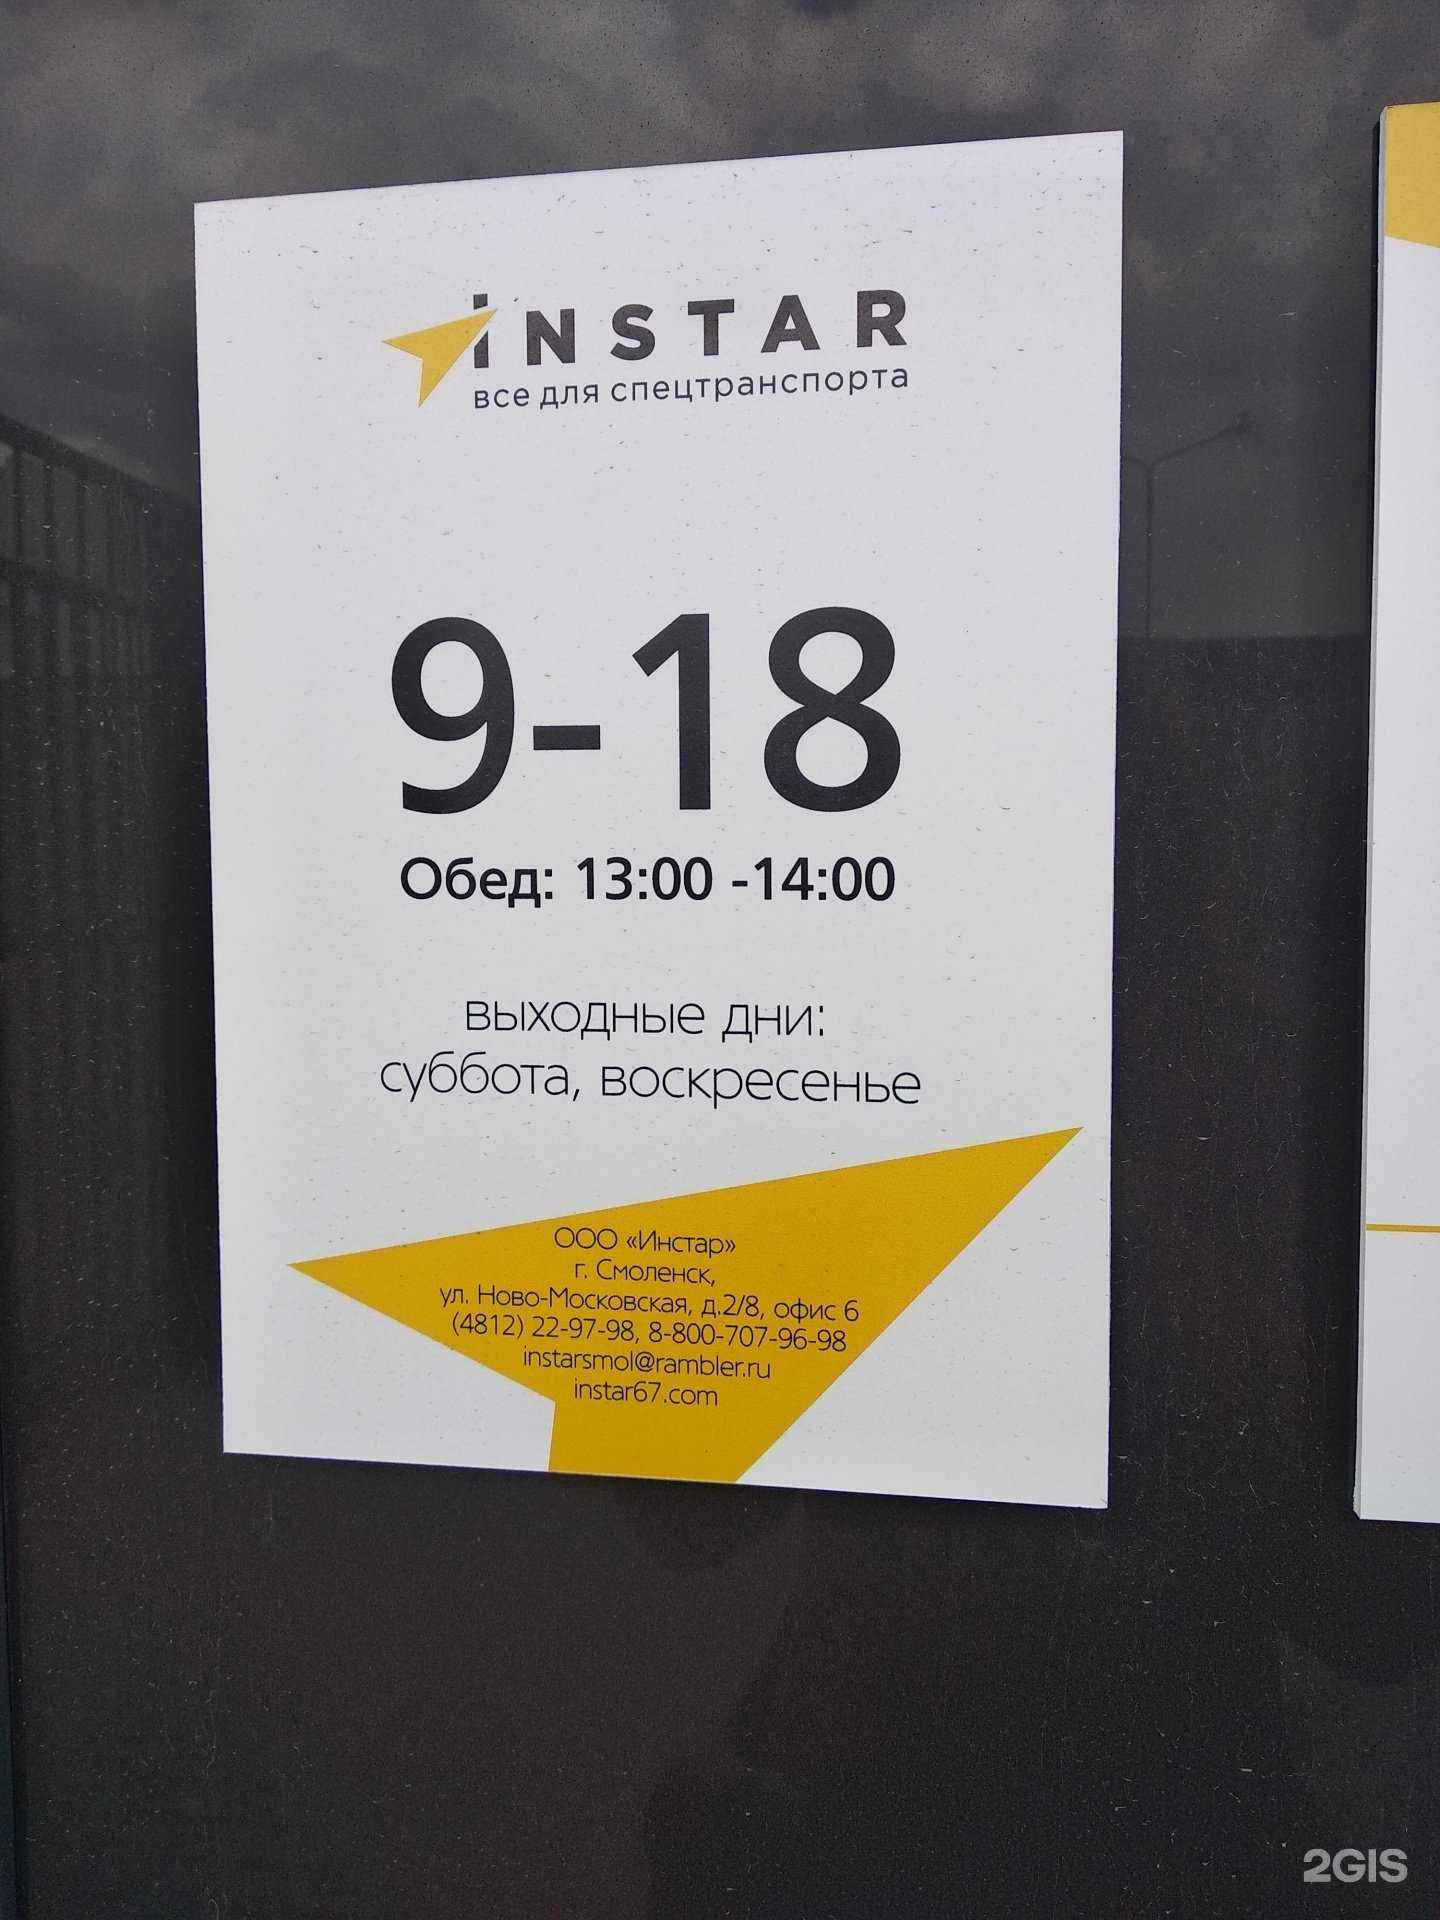 iNSTAR
все для спецтранспорта
9-18
Обед: 13:00 -14:00
выходные дни:
суббота, воскресенье
ООО «Инстар»
г. Смоленск,
ул. Ново-Московская, д.2/8, офис 6
(4812) 22-97-98, 8-800-707-96-98
instarsmol@rambler.ru
instar67.com
2GIS